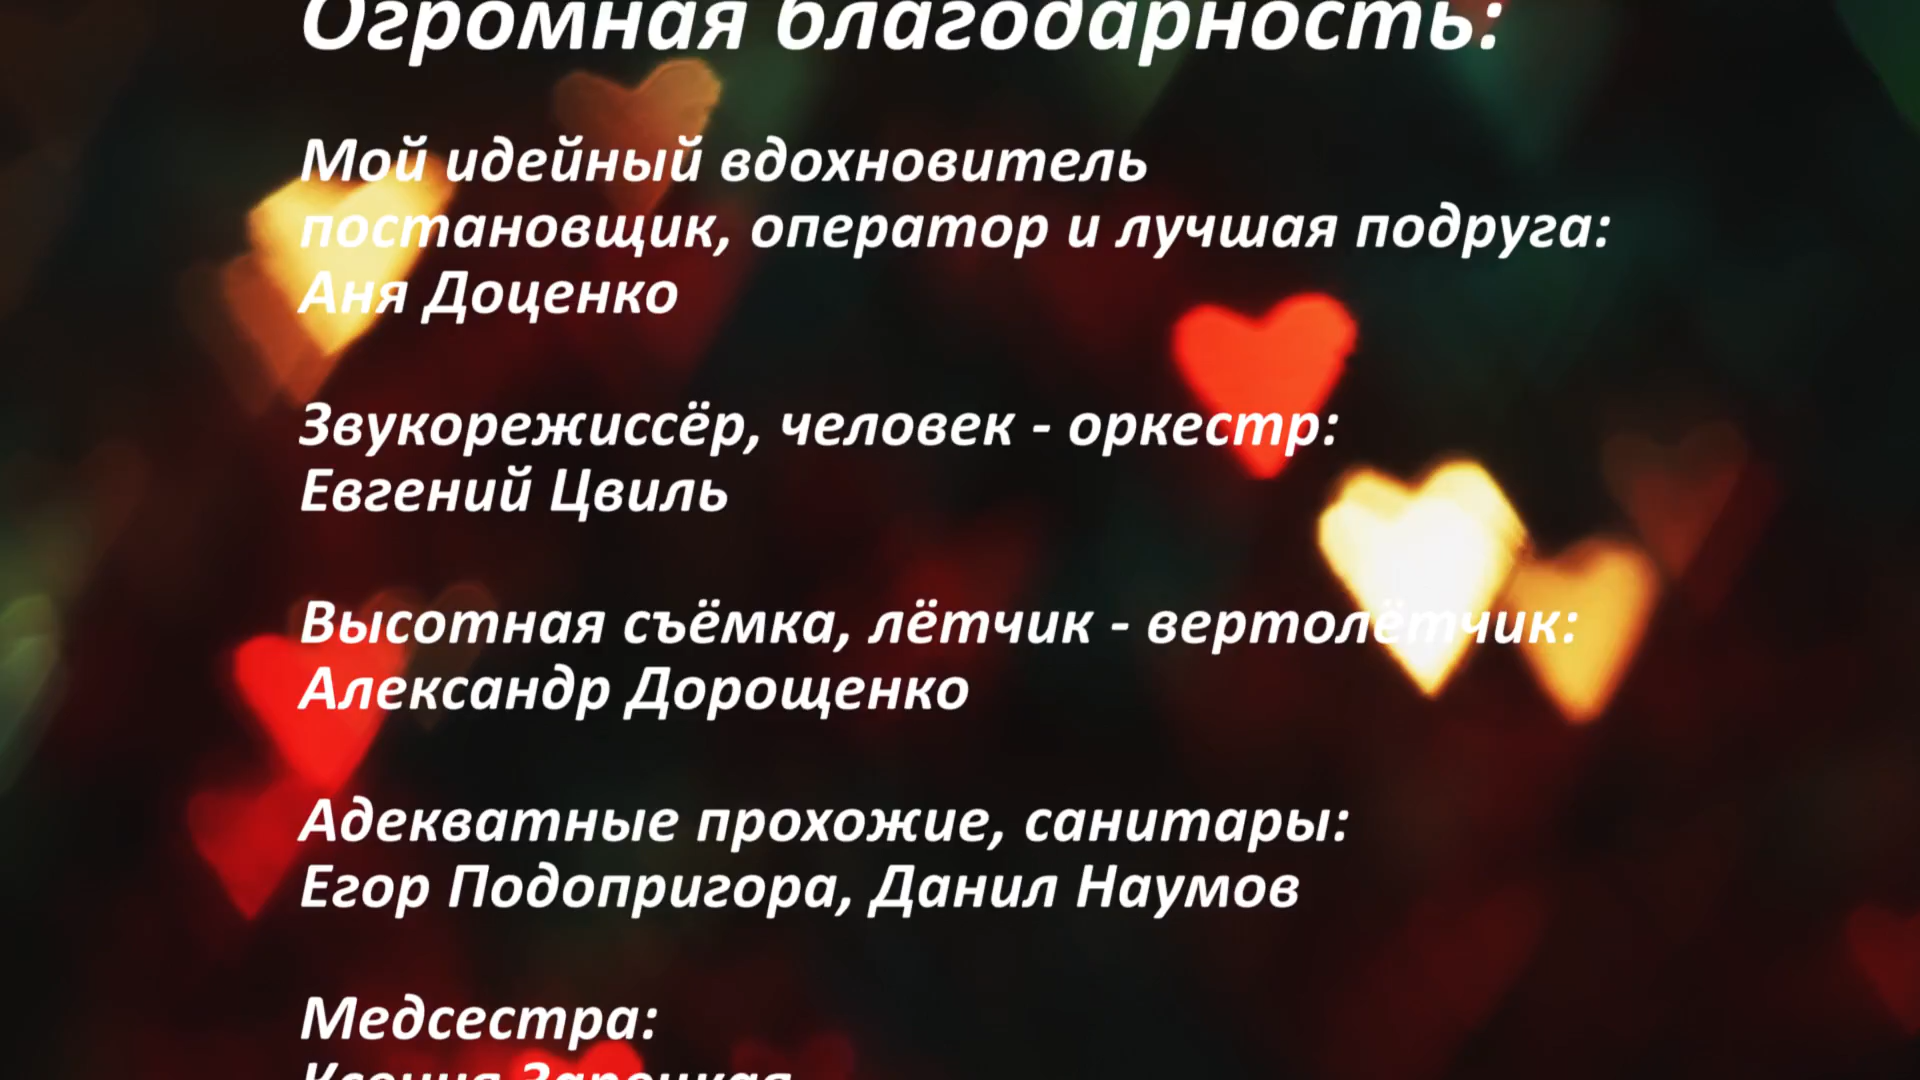 Огромная благодарность:
Мой идейный вдохновитель
постановщик, оператор и лучшая подруга:
Аня Доценко
Звукорежиссёр, человек - оркестр:
Евгений Цвиль
Высотная съёмка, лётчик - вертолётчик:
Александр Дорощенко
Адекватные прохожие, санитары:
Егор Подопригора, Данил Наумов
Медсестра:
Ксения